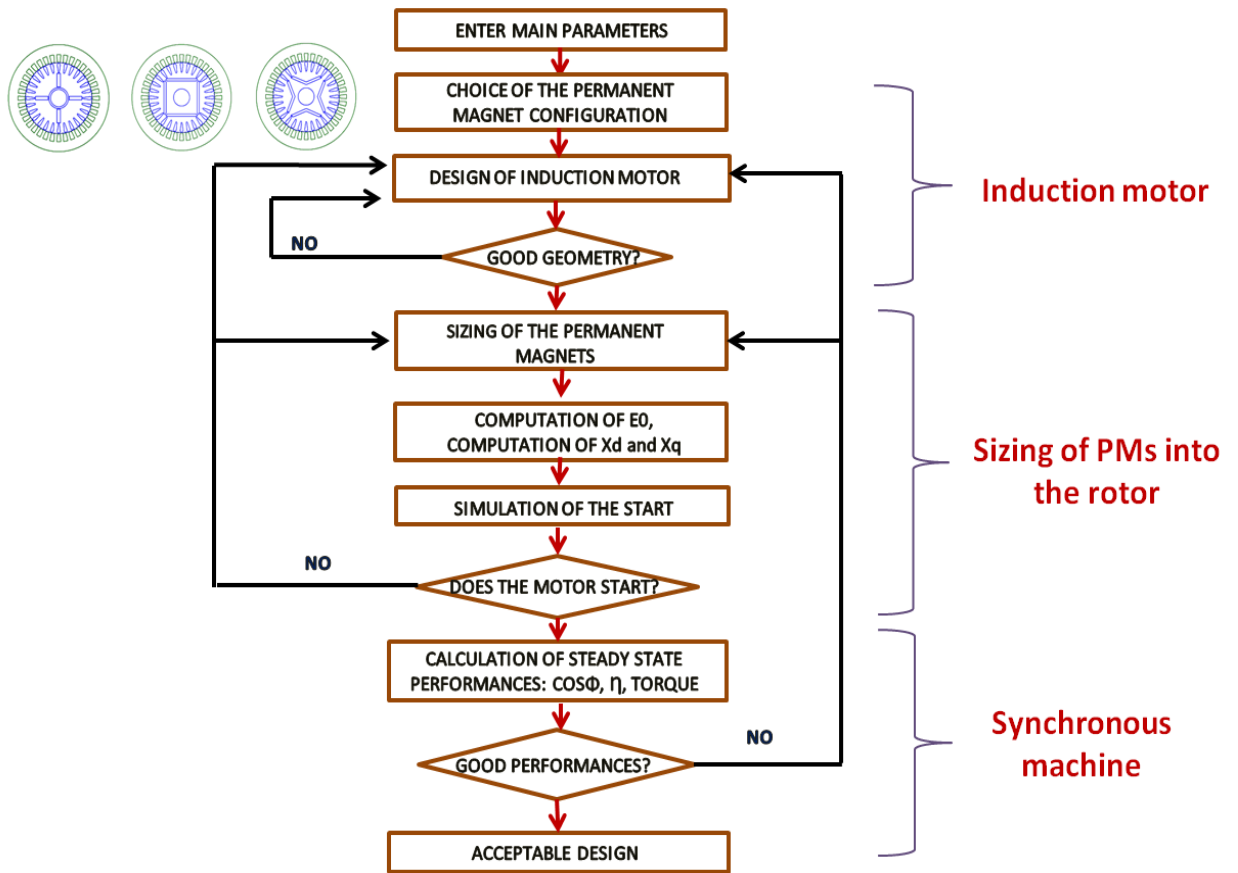 ENTER MAIN PARAMETERS
CHOICE OF THE PERMANENT
MAGNET CONFIGURATION
DESIGN OF INDUCTION MOTOR
Induction motor
NO
GOOD GEOMETRY?
SIZING OF THE PERMANENT
MAGNETS
COMPUTATION OF E0,
COMPUTATION OF Xd and Xq
Sizing of PMs into
the rotor
SIMULATION OF THE START
NO
DOES THE MOTOR START?
CALCULATION OF STEADY STATE
PERFORMANCES: COSΦ, η, TORQUE
Synchronous
machine
NO
GOOD PERFORMANCES?
ACCEPTABLE DESIGN